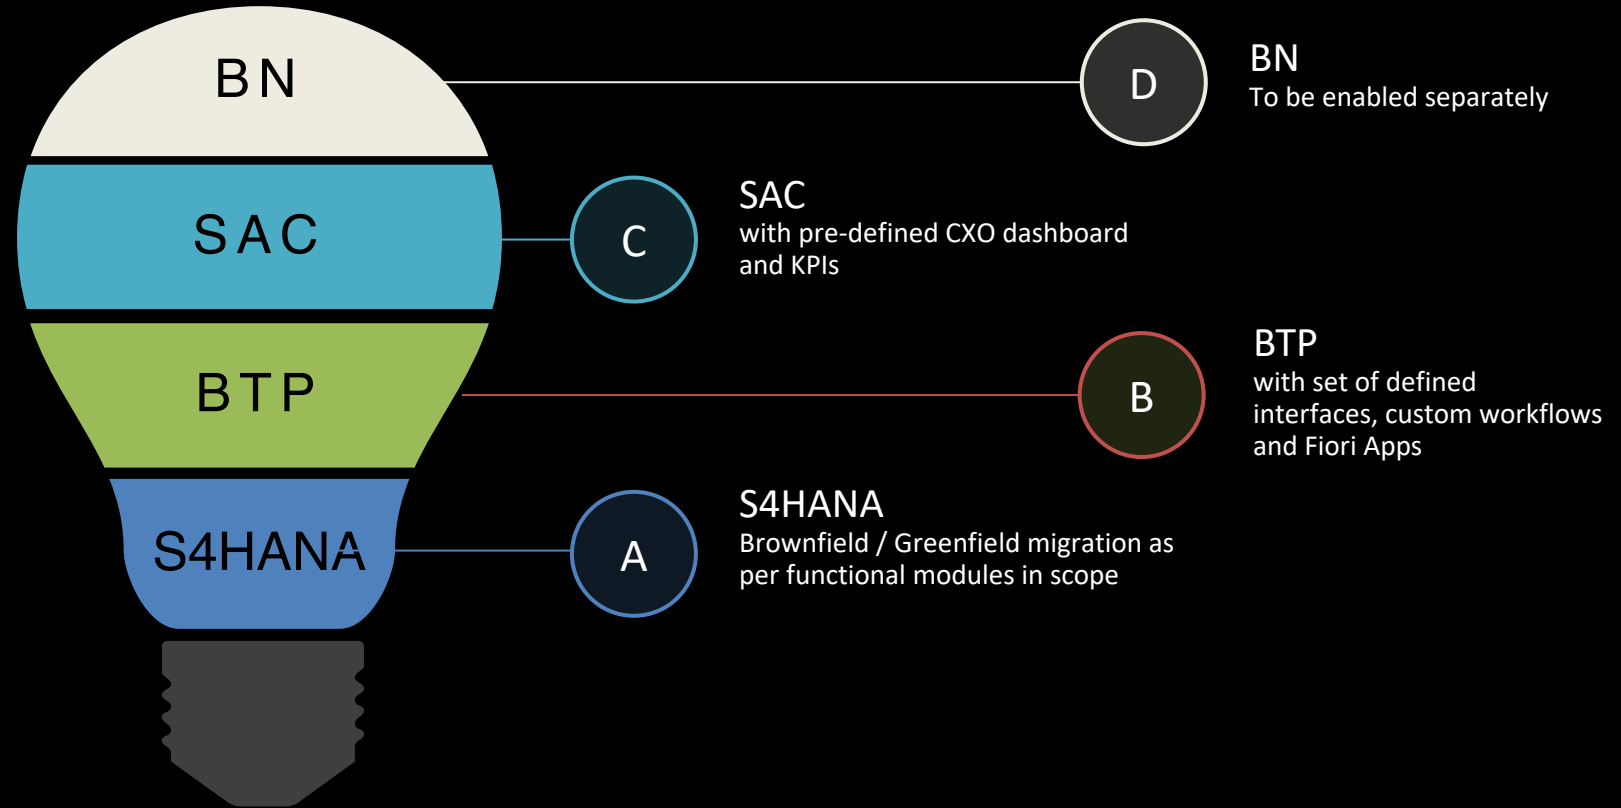 BN
D
BN
To be enabled separately
SAC
C
SAC
with pre-defined CXO dashboard
and KPIs
BTP
B
BTP
with set of defined
interfaces, custom workflows
and Fiori Apps
S4HANA
A
S4HANA
Brownfield / Greenfield migration as
per functional modules in scope